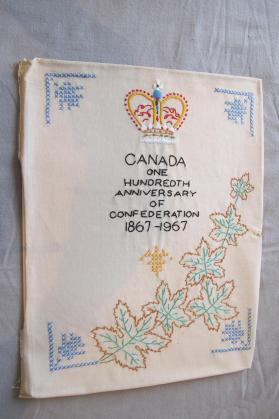 CANADA
ONE
HUNDREDTH
ANNIVERSARY
OF
CONFEDERATION
1867-1967